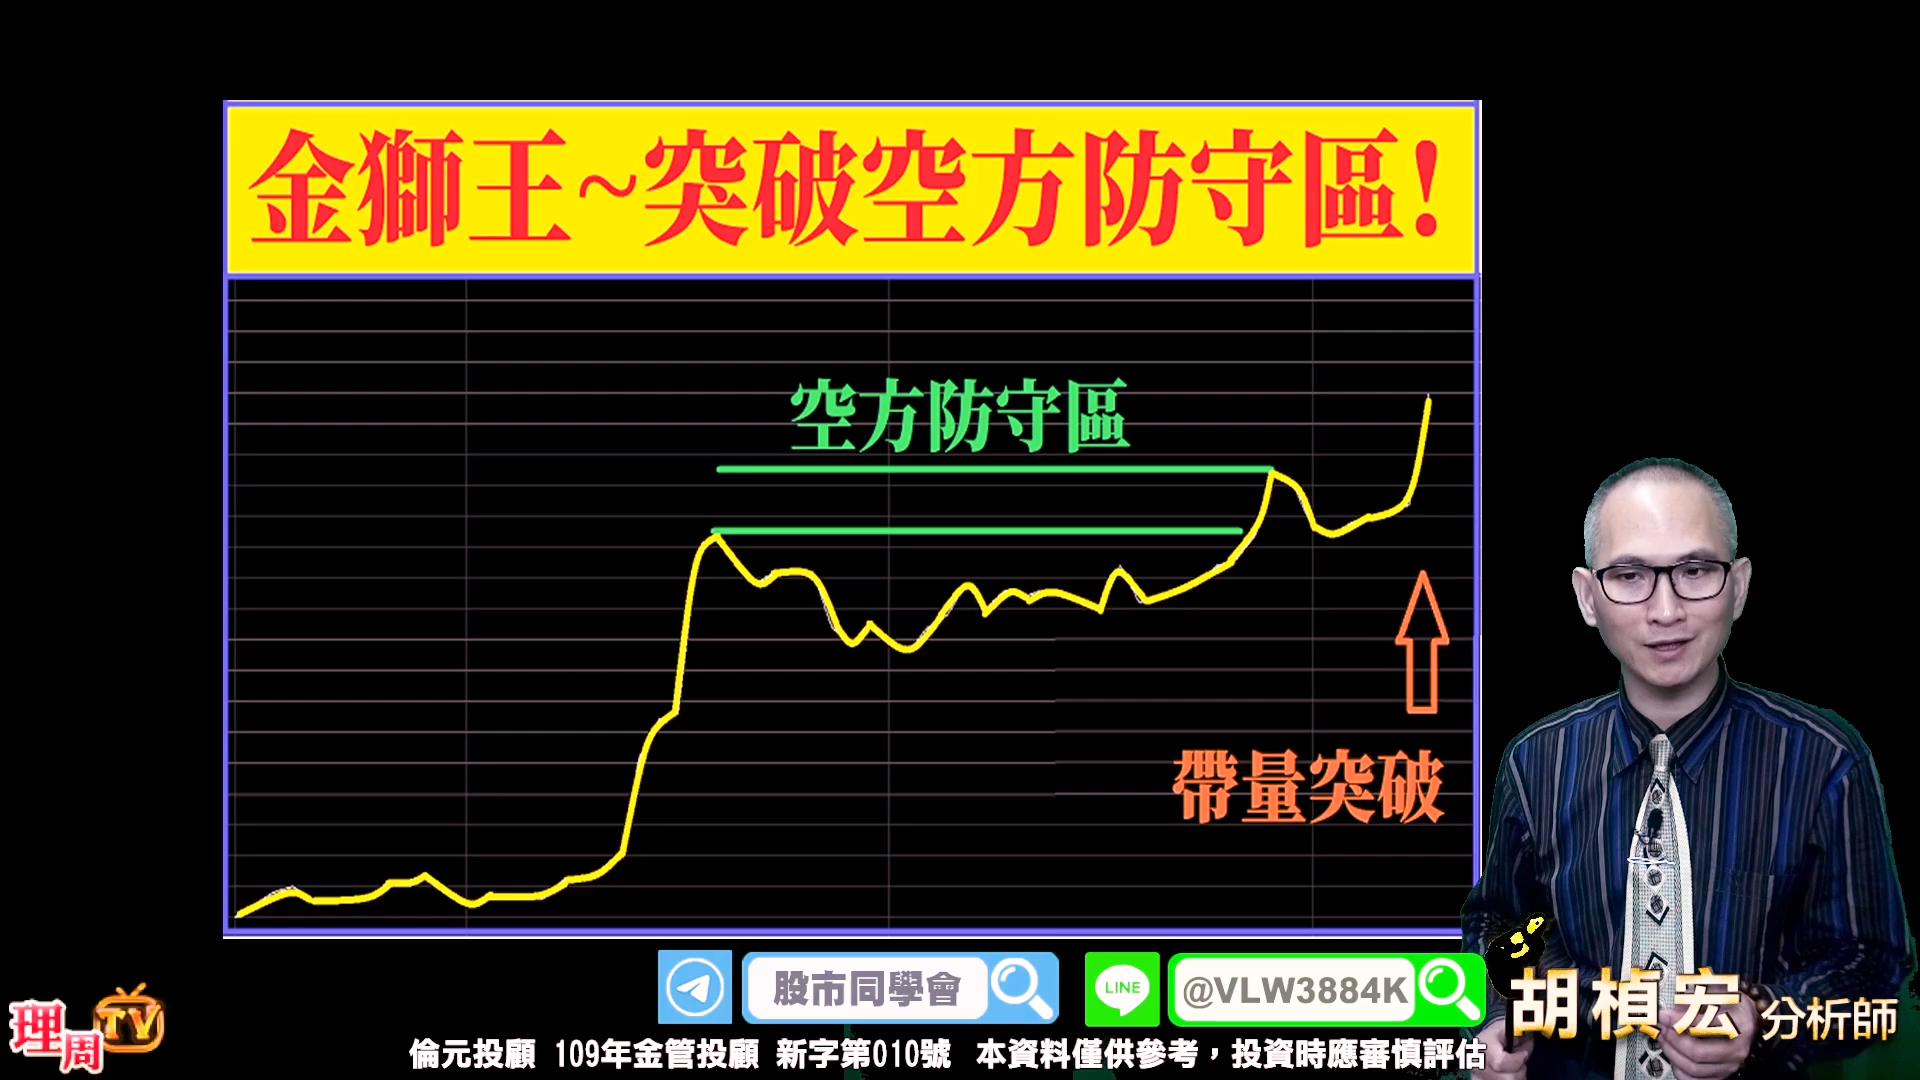 金獅王~突破空方防守區!
空方防守區
帶量突破
股市同學會
LINE
@VLW3884K
胡楨宏 分析師
理周TV
倫元投顧 109年金管投顧 新字第010號 本資料僅供參考，投資時應審慎評估